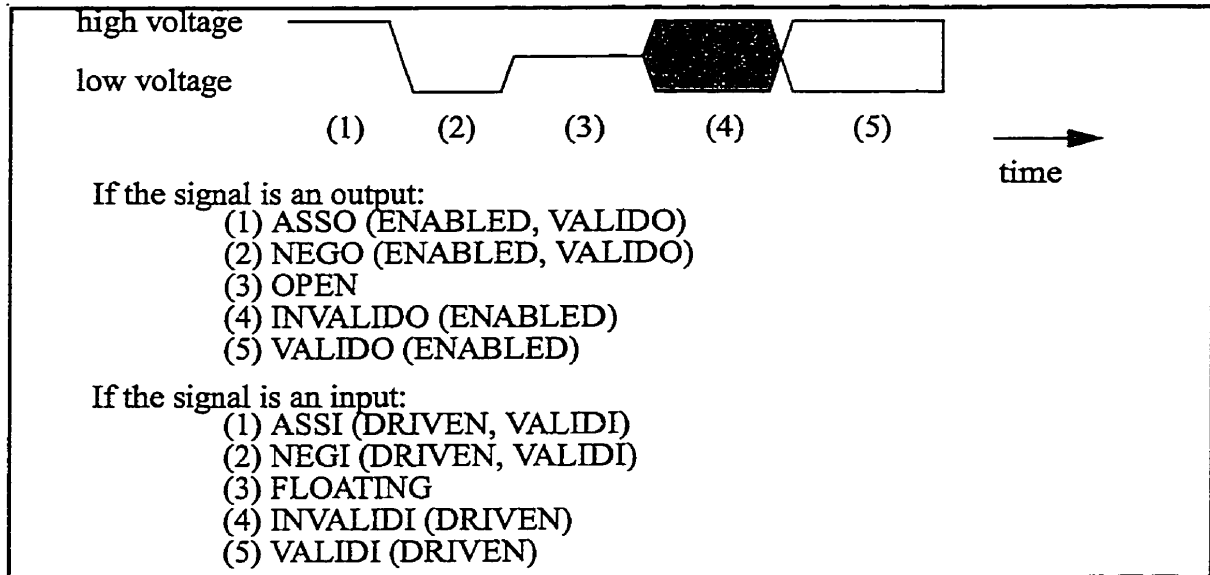 high voltage
low voltage
(1) (2) (3) (4) (5)
time
If the signal is an output:
(1) ASSO (ENABLED, VALIDO)
(2) NEGO (ENABLED, VALIDO)
(3) OPEN
(4) INVALIDO (ENABLED)
(5) VALIDO (ENABLED)
If the signal is an input:
(1) ASSI (DRIVEN, VALIDI)
(2) NEGI (DRIVEN, VALIDI)
(3) FLOATING
(4) INVALIDI (DRIVEN)
(5) VALIDI (DRIVEN)